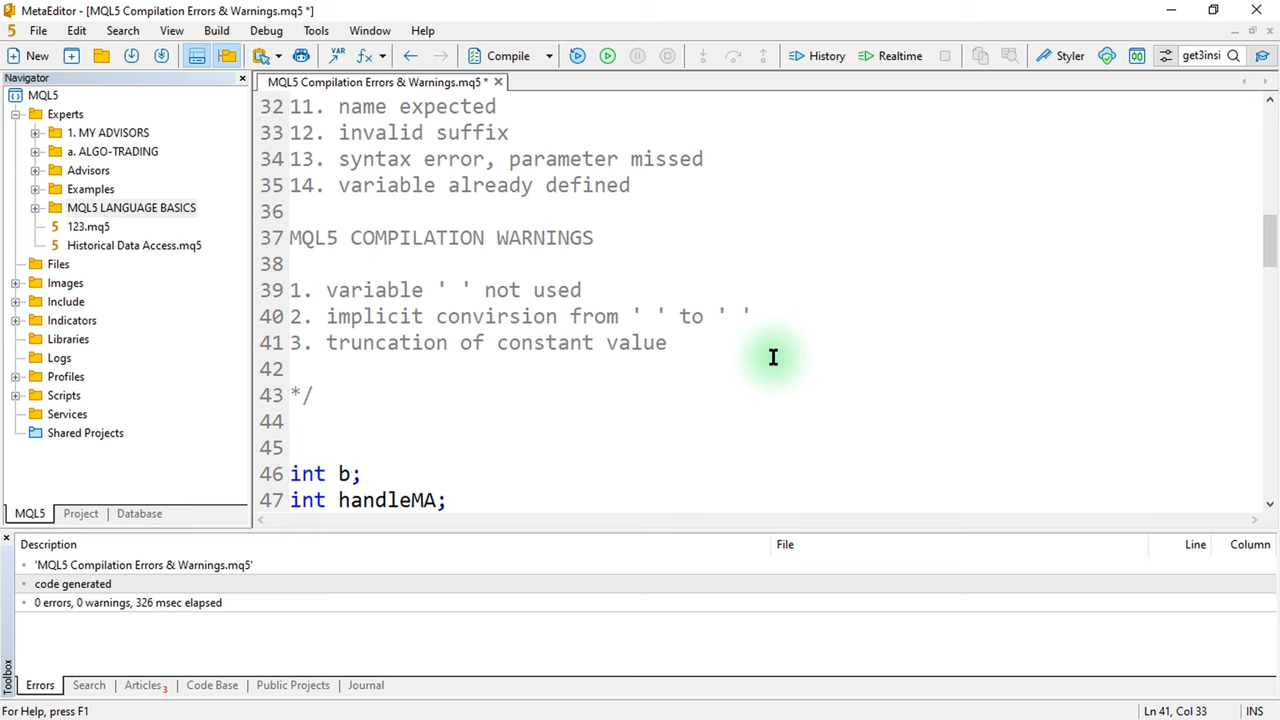 MetaEditor - [MQL5 Compilation Errors & Warnings.mq5 *]
5 File Edit Search View Build Debug Tools Window Help
New VAR fx Compile History Realtime Styler get3insi
Navigator
MQL5 Compilation Errors & Warnings.mq5 *
MQL5
Experts
1. MY ADVISORS
a. ALGO-TRADING
Advisors
Examples
MQL5 LANGUAGE BASICS
5 123.mq5
5 Historical Data Access.mq5
Files
Images
Include
Indicators
Libraries
Logs
Profiles
Scripts
Services
Shared Projects
MQL5 Project Database
32 11. name expected
33 12. invalid suffix
34 13. syntax error, parameter missed
35 14. variable already defined
36
37 MQL5 COMPILATION WARNINGS
38
39 1. variable ' ' not used
40 2. implicit convirsion from ' ' to ' '
41 3. truncation of constant value
42
43 */
44
45
46 int b;
47 int handleMA;
Description File Line Column
'MQL5 Compilation Errors & Warnings.mq5'
code generated
0 errors, 0 warnings, 326 msec elapsed
Toolbox
Errors Search Articles 3 Code Base Public Projects Journal
For Help, press F1 Ln 41, Col 33 INS